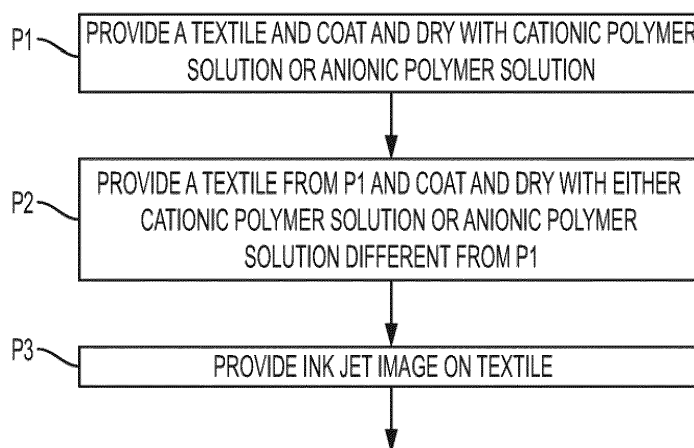 P1
PROVIDE A TEXTILE AND COAT AND DRY WITH CATIONIC POLYMER
SOLUTION OR ANIONIC POLYMER SOLUTION
P2
PROVIDE A TEXTILE FROM P1 AND COAT AND DRY WITH EITHER
CATIONIC POLYMER SOLUTION OR ANIONIC POLYMER
SOLUTION DIFFERENT FROM P1
P3
PROVIDE INK JET IMAGE ON TEXTILE